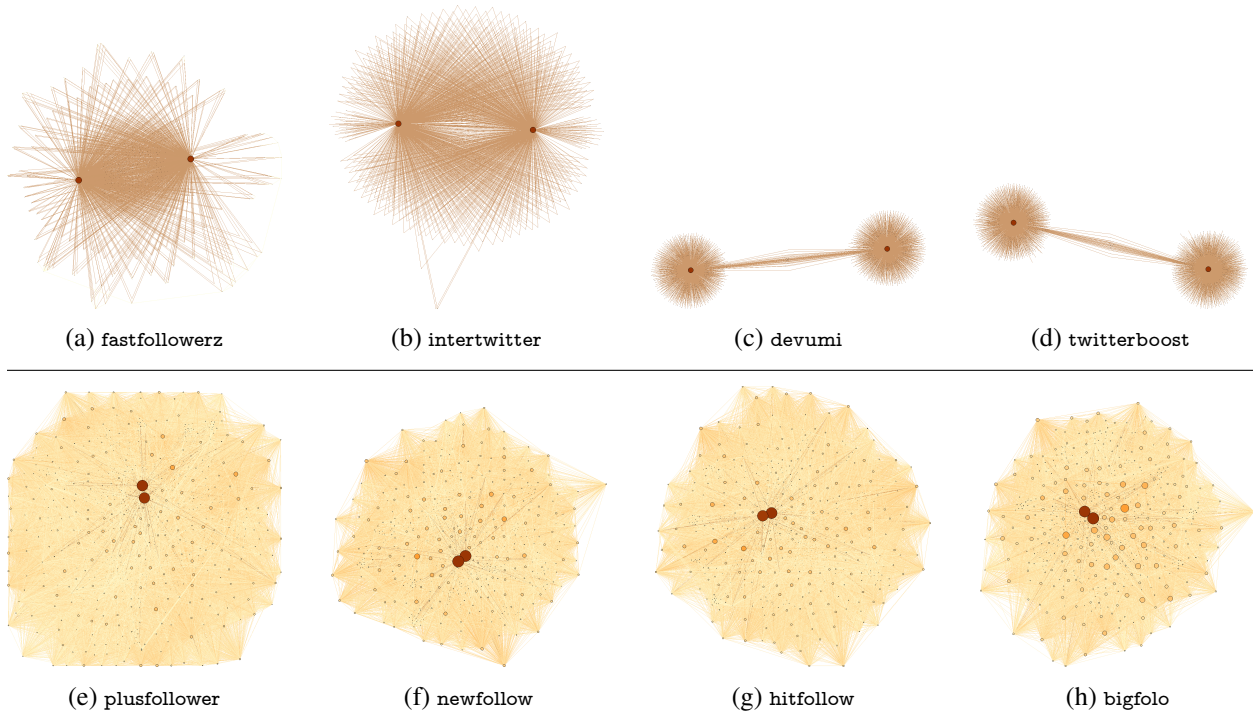 (a) fastfollowerz
(b) intertwitter
(c) devumi
(d) twitterboost
(e) plusfollower
(f) newfollow
(g) hitfollow
(h) bigfolo